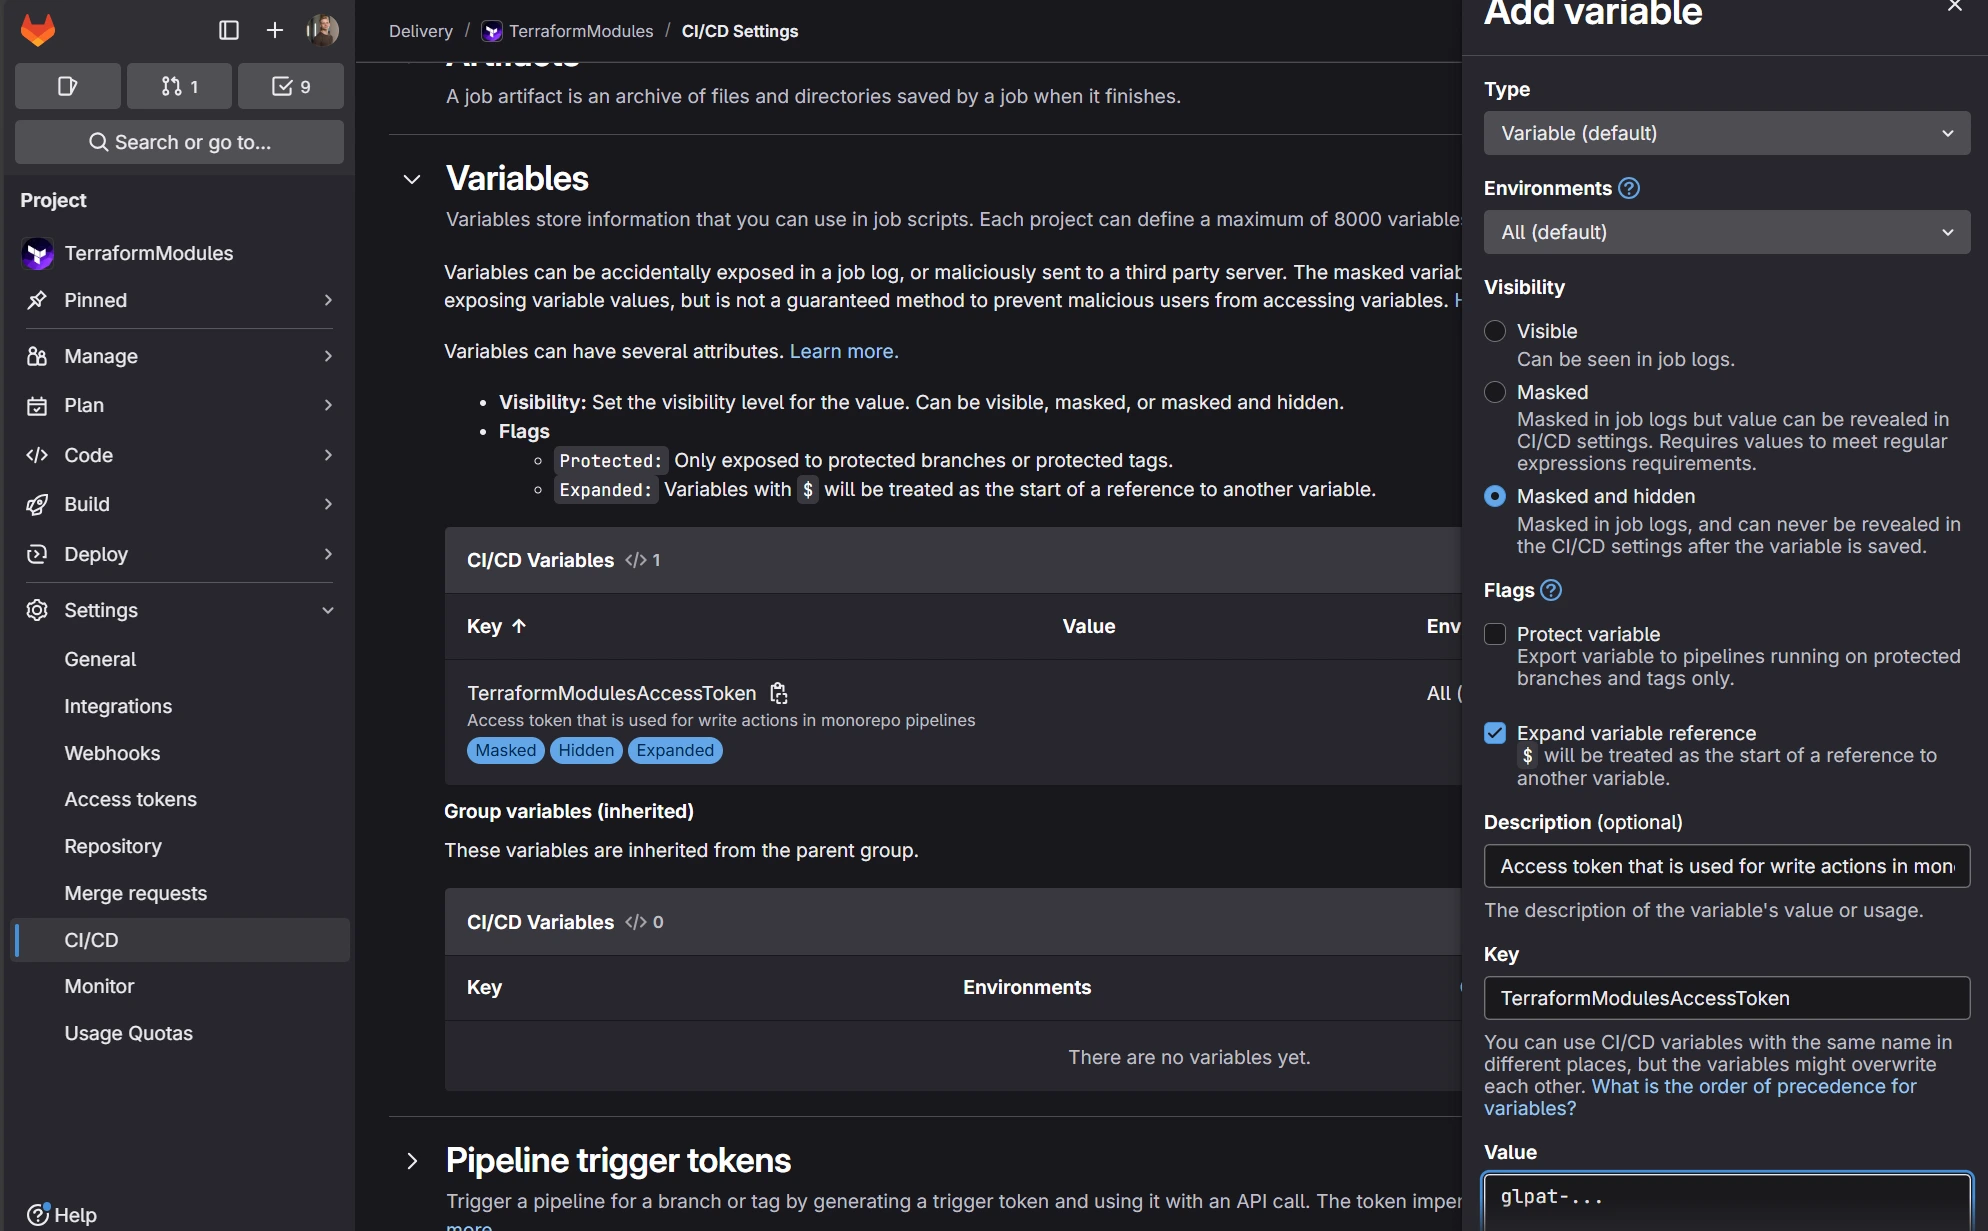 1
9
Search or go to...
Project
TerraformModules
Pinned
Manage
Plan
Code
Build
Deploy
Settings
General
Integrations
Webhooks
Access tokens
Repository
Merge requests
CI/CD
Monitor
Usage Quotas
Help
Delivery / TerraformModules / CI/CD Settings
Artifacts
A job artifact is an archive of files and directories saved by a job when it finishes.
Variables
Variables store information that you can use in job scripts. Each project can define a maximum of 8000 variables
Variables can be accidentally exposed in a job log, or maliciously sent to a third party server. The masked variab
exposing variable values, but is not a guaranteed method to prevent malicious users from accessing variables. H
Variables can have several attributes. Learn more.
• Visibility: Set the visibility level for the value. Can be visible, masked, or masked and hidden.
• Flags
◦ Protected: Only exposed to protected branches or protected tags.
◦ Expanded: Variables with $ will be treated as the start of a reference to another variable.
CI/CD Variables </> 1
Key ↑ Value Env
TerraformModulesAccessToken All (
Access token that is used for write actions in monorepo pipelines
Masked Hidden Expanded
Group variables (inherited)
These variables are inherited from the parent group.
CI/CD Variables </> 0
Key Environments
There are no variables yet.
Pipeline trigger tokens
Trigger a pipeline for a branch or tag by generating a trigger token and using it with an API call. The token imper
more.
Add variable
Type
Variable (default)
Environments
All (default)
Visibility
Visible
Can be seen in job logs.
Masked
Masked in job logs but value can be revealed in
CI/CD settings. Requires values to meet regular
expressions requirements.
Masked and hidden
Masked in job logs, and can never be revealed in
the CI/CD settings after the variable is saved.
Flags
Protect variable
Export variable to pipelines running on protected
branches and tags only.
Expand variable reference
$ will be treated as the start of a reference to
another variable.
Description (optional)
Access token that is used for write actions in mon
The description of the variable's value or usage.
Key
TerraformModulesAccessToken
You can use CI/CD variables with the same name in
different places, but the variables might overwrite
each other. What is the order of precedence for
variables?
Value
glpat-...